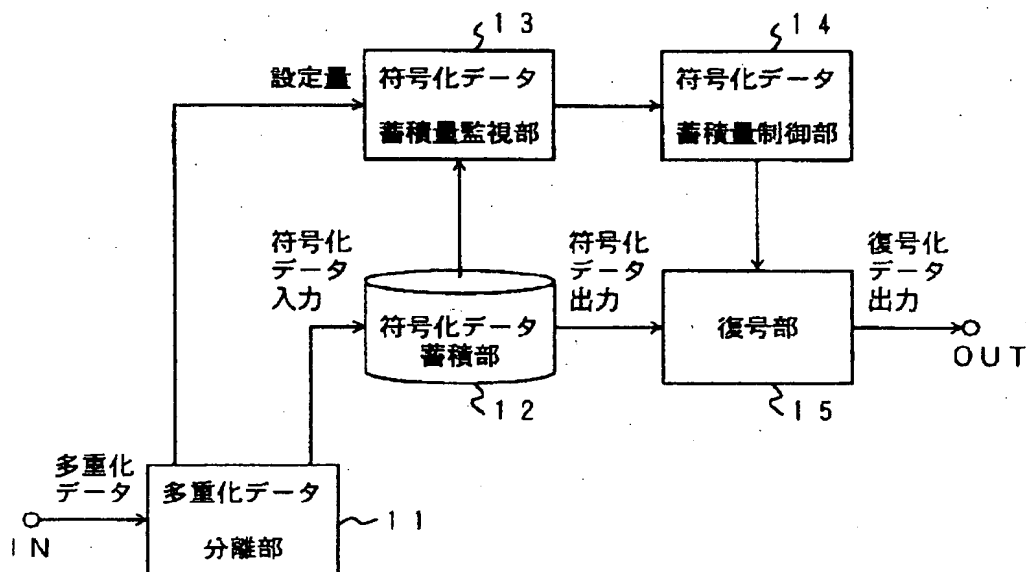 13
14
設定量
符号化データ
蓄積量監視部
符号化データ
蓄積量制御部
符号化
データ
入力
符号化
データ
出力
復号化
データ
出力
符号化データ
蓄積部
復号部
OUT
12
15
多重化
データ
多重化データ
分離部
11
IN